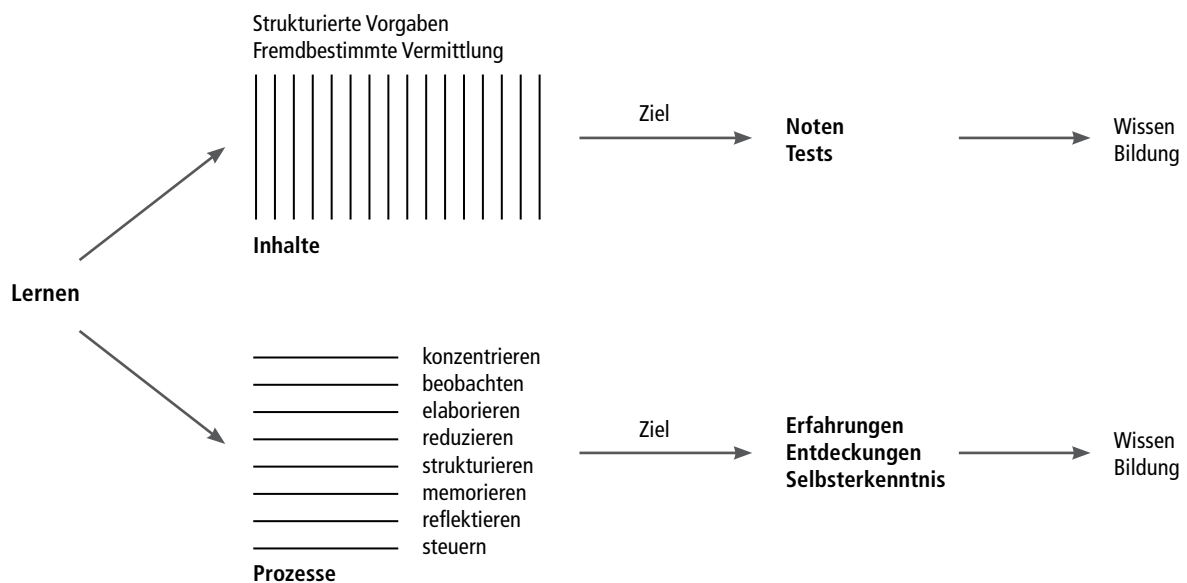 Strukturierte Vorgaben
Fremdbestimmte Vermittlung
Ziel
Noten
Tests
Wissen
Bildung
Inhalte
Lernen
konzentrieren
beobachten
elaborieren
reduzieren
strukturieren
memorieren
reflektieren
steuern
Prozesse
Ziel
Erfahrungen
Entdeckungen
Selbsterkenntnis
Wissen
Bildung